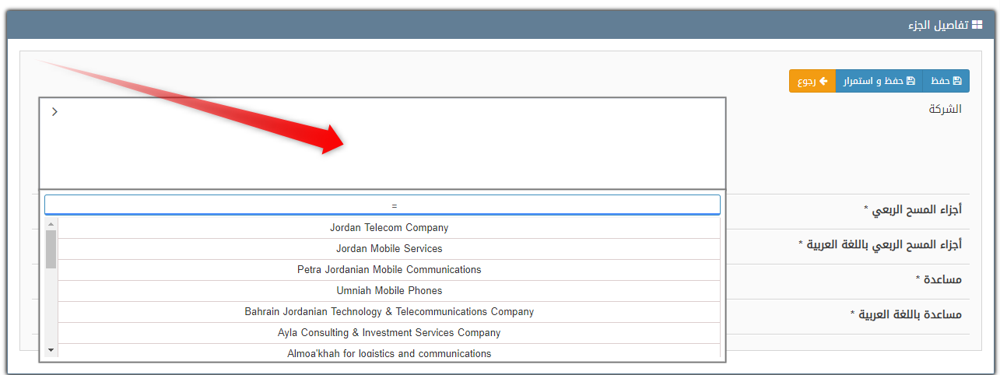 تفاصيل الجزء
حفظ
حفظ و استمرار
رجوع
الشركة
=
Jordan Telecom Company
Jordan Mobile Services
Petra Jordanian Mobile Communications
Umniah Mobile Phones
Bahrain Jordanian Technology & Telecommunications Company
Ayla Consulting & Investment Services Company
Almoa'khah for logistics and communications
أجزاء المسح الربعي *
أجزاء المسح الربعي باللغة العربية *
مساعدة *
مساعدة باللغة العربية *